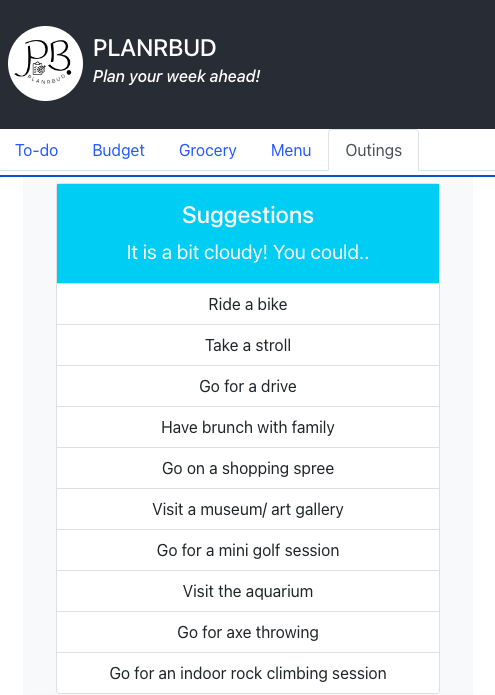 PB.
PLANRBUD
PLANRBUD
Plan your week ahead!
To-do
Budget
Grocery
Menu
Outings
Suggestions
It is a bit cloudy! You could..
Ride a bike
Take a stroll
Go for a drive
Have brunch with family
Go on a shopping spree
Visit a museum/ art gallery
Go for a mini golf session
Visit the aquarium
Go for axe throwing
Go for an indoor rock climbing session